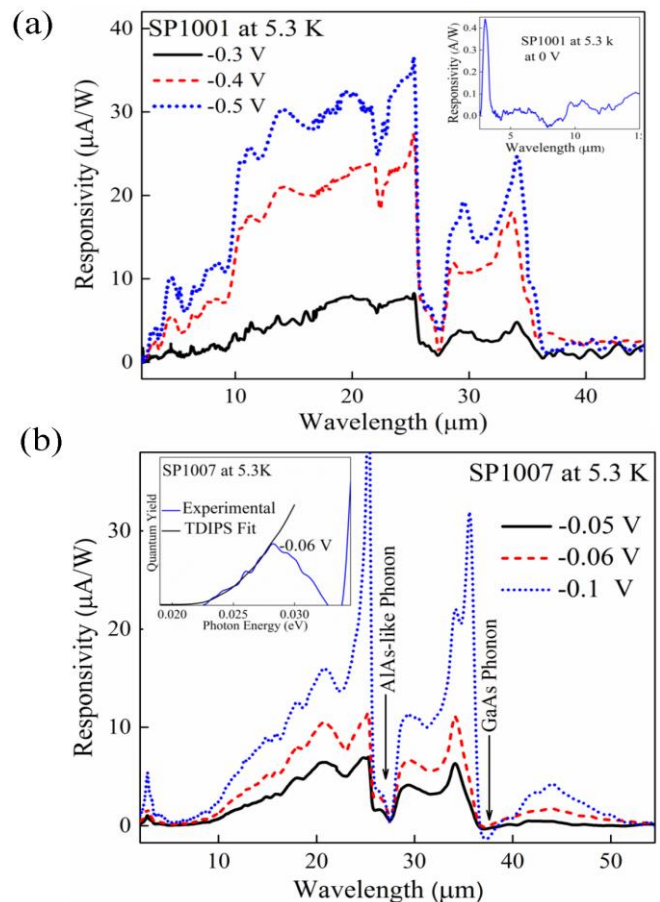 (a)
SP1001 at 5.3 K
-0.3 V
-0.4 V
-0.5 V
Responsivity (μA/W)
40
30
20
10
0
10
20
30
40
Wavelength (μm)
SP1001 at 5.3 k
at 0 V
Responsivity (A/W)
0.4
0.3
0.2
0.1
0.0
5
10
Wavelength (μm)
(b)
SP1007 at 5.3 K
-0.05 V
-0.06 V
-0.1 V
Responsivity (μA/W)
30
20
10
0
10
20
30
40
50
Wavelength (μm)
AlAs-like Phonon
GaAs Phonon
SP1007 at 5.3K
Experimental
TDIPS Fit
-0.06 V
Quantum Yield
0.020
0.025
0.030
Photon Energy (eV)